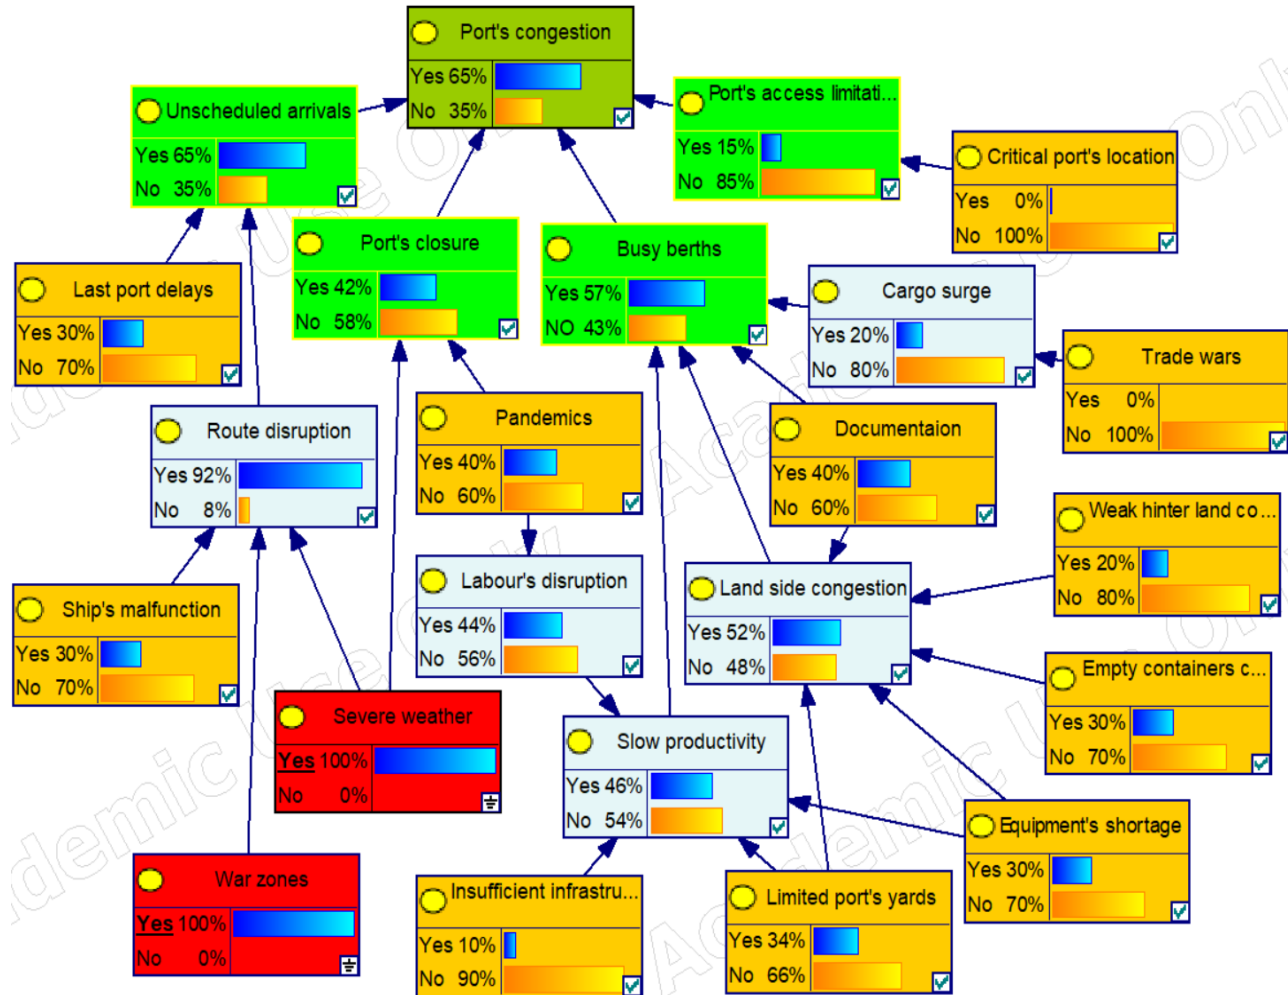 Port's congestion
Yes 65%
No 35%
Unscheduled arrivals
Yes 65%
No 35%
Port's access limitati...
Yes 15%
No 85%
Critical port's location
Yes 0%
No 100%
Port's closure
Yes 42%
No 58%
Busy berths
Yes 57%
NO 43%
Last port delays
Yes 30%
No 70%
Cargo surge
Yes 20%
No 80%
Trade wars
Yes 0%
No 100%
Route disruption
Yes 92%
No 8%
Pandemics
Yes 40%
No 60%
Documentaion
Yes 40%
No 60%
Weak hinter land co...
Yes 20%
No 80%
Ship's malfunction
Yes 30%
No 70%
Labour's disruption
Yes 44%
No 56%
Land side congestion
Yes 52%
No 48%
Empty containers c...
Yes 30%
No 70%
Severe weather
Yes 100%
No 0%
Slow productivity
Yes 46%
No 54%
Equipment's shortage
Yes 30%
No 70%
War zones
Yes 100%
No 0%
Insufficient infrastru...
Yes 10%
No 90%
Limited port's yards
Yes 34%
No 66%